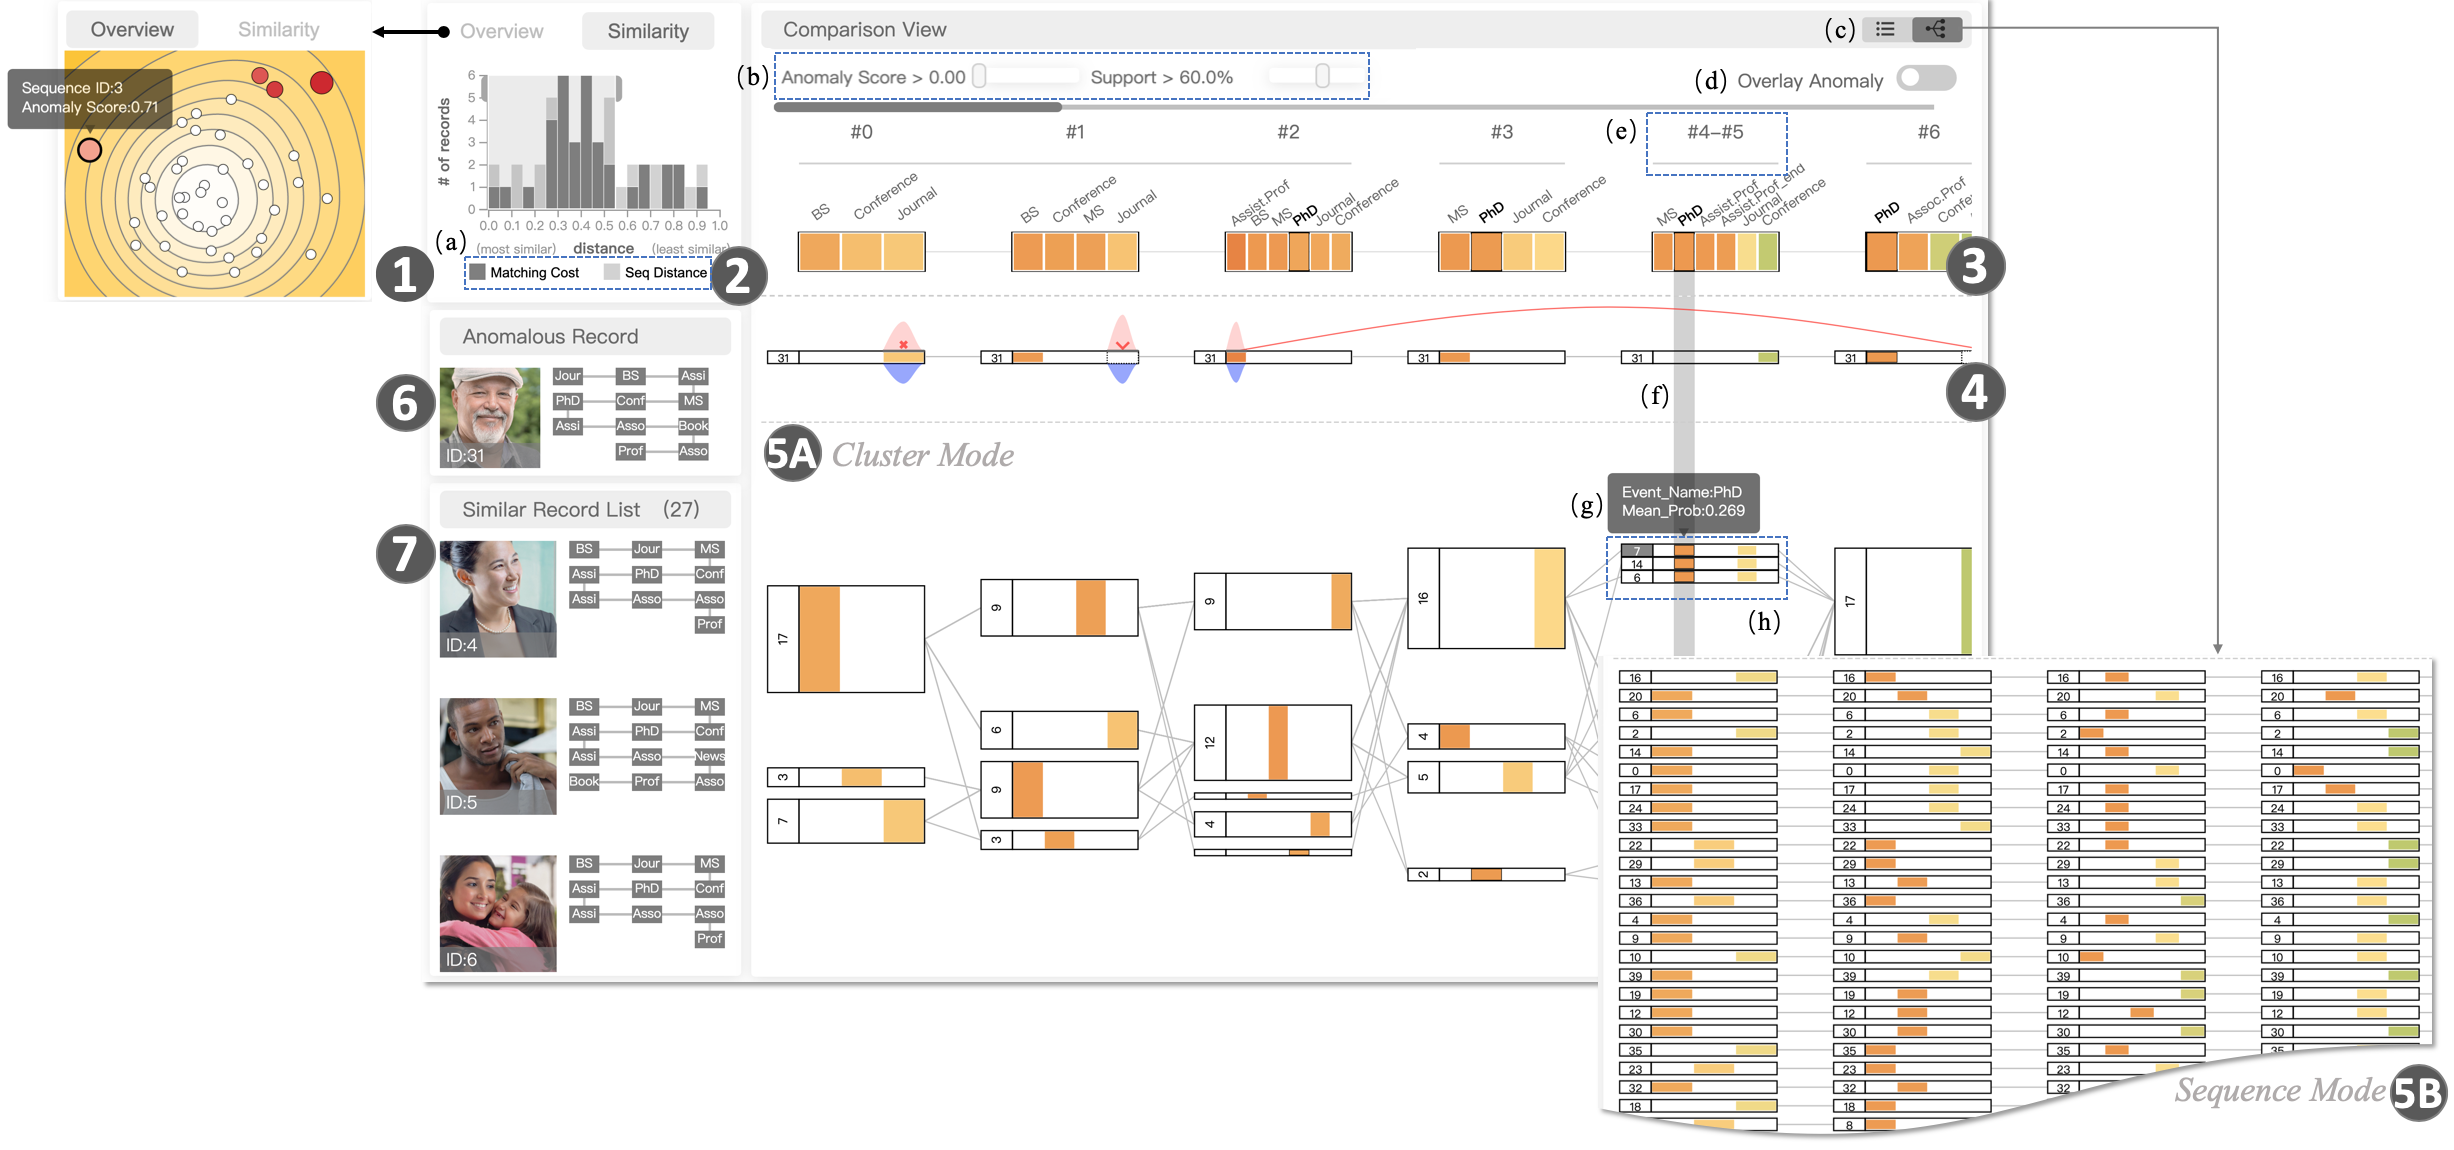 Overview
Similarity
Sequence ID:3
Anomaly Score:0.71
1
Overview
Similarity
# of records
6
5
4
3
2
1
0
0.0 0.1 0.2 0.3 0.4 0.5 0.6 0.7 0.8 0.9 1.0
(a)
(most similar) distance (least similar)
Matching Cost Seq Distance
2
Comparison View
(c)
(b)
Anomaly Score > 0.00
Support > 60.0%
(d) Overlay Anomaly
#0 #1 #2 #3 (e) #4-#5 #6
BS Conference Journal
BS Conference MS Journal
Assist.Prof BS MS PhD Journal Conference
MS PhD Journal Conference
MS PhD Assist.Prof Assist.Prof_end Journal Conference
PhD Assoc.Prof Confe
3
31 31 31 31 31 31
(f)
4
Anomalous Record
6
ID:31
Jour BS Assi
PhD Conf MS
Assi Asso Book
Prof Asso
Similar Record List (27)
7
ID:4
BS Jour MS
Assi PhD Conf
Assi Asso Asso
Prof
ID:5
BS Jour MS
Assi PhD Conf
Assi Asso News
Book Prof Asso
ID:6
BS Jour MS
Assi PhD Conf
Assi Asso Asso
Prof
5A Cluster Mode
(g)
Event_Name:PhD
Mean_Prob:0.269
7
14
6
(h)
17
3
7
9
6
9
3
9
12
4
16
4
5
2
17
16 16 16 16
20 20 20 20
6 6 6 6
2 2 2 2
14 14 14 14
0 0 0 0
17 17 17 17
24 24 24 24
33 33 33 33
22 22 22 22
29 29 29 29
13 13 13 13
36 36 36 36
4 4 4 4
9 9 9 9
10 10 10 10
39 39 39 39
19 19 19 19
12 12 12 12
30 30 30 30
35 35 35 35
23 23 23
32 32 32
18 18
8
Sequence Mode 5B